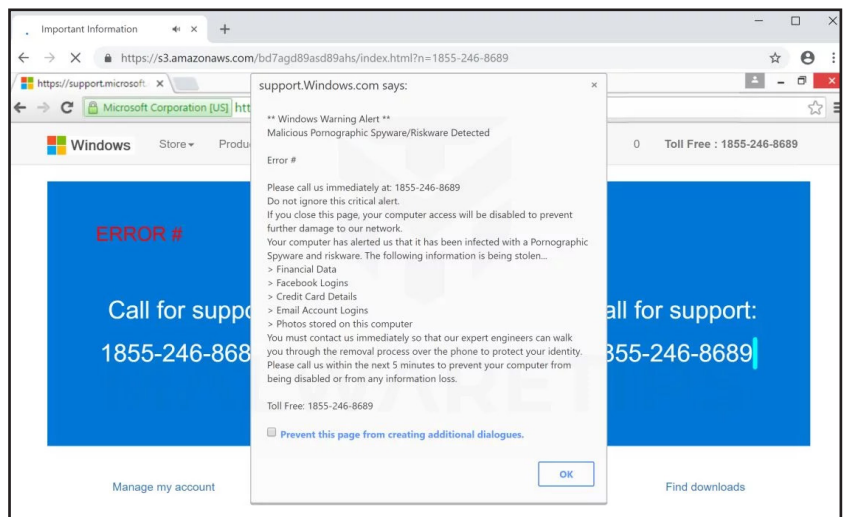 Important Information
https://s3.amazonaws.com/bd7agd89asd89ahs/index.html?n=1855-246-8689
https://support.microsoft.
Microsoft Corporation [US] htt
Windows Store Produ 0 Toll Free : 1855-246-8689
support.Windows.com says:
** Windows Warning Alert **
Malicious Pornographic Spyware/Riskware Detected
Error #
Please call us immediately at: 1855-246-8689
Do not ignore this critical alert.
If you close this page, your computer access will be disabled to prevent
further damage to our network.
Your computer has alerted us that it has been infected with a Pornographic
Spyware and riskware. The following information is being stolen...
> Financial Data
> Facebook Logins
> Credit Card Details
> Email Account Logins
> Photos stored on this computer
You must contact us immediately so that our expert engineers can walk
you through the removal process over the phone to protect your identity.
Please call us within the next 5 minutes to prevent your computer from
being disabled or from any information loss.
Toll Free: 1855-246-8689
Prevent this page from creating additional dialogues.
OK
ERROR #
Call for suppo
1855-246-868
all for support:
855-246-8689
Manage my account
Find downloads